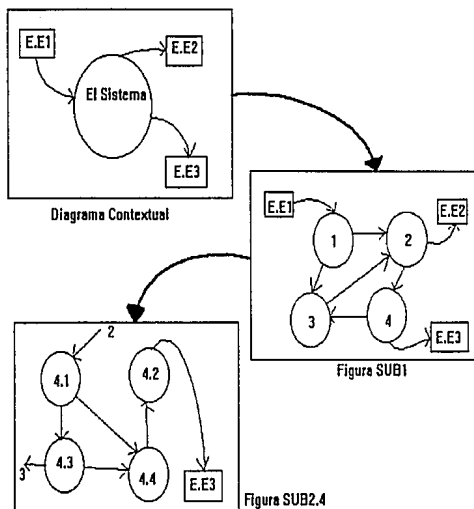 E.E1
E.E2
El Sistema
E.E3
Diagrama Contextual
E.E1
E.E2
1
2
3
4
E.E3
Figura SUB1
2
4.1
4.2
4.3
4.4
3
E.E3
Figura SUB2.4